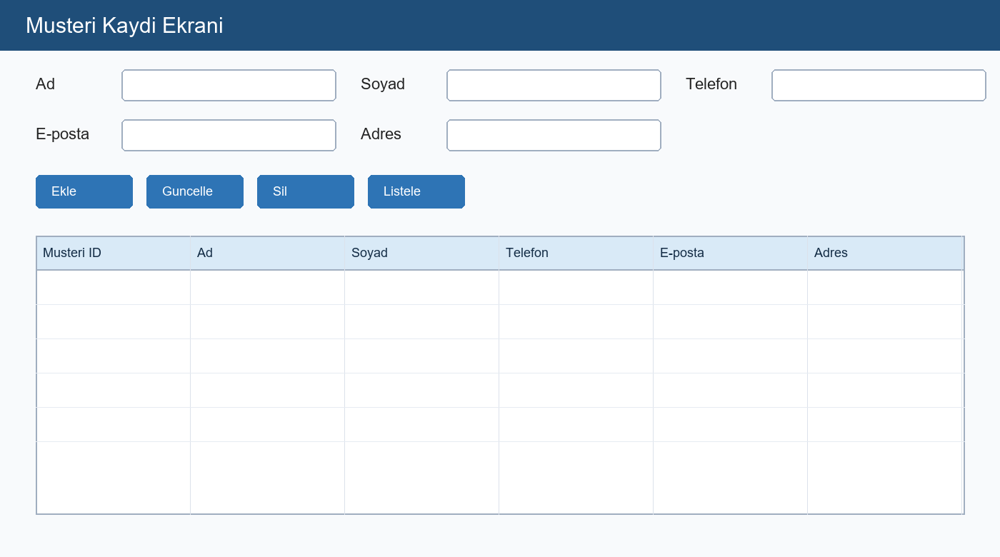 Musteri Kaydi Ekrani
Ad
Soyad
Telefon
E-posta
Adres
Ekle
Guncelle
Sil
Listele
Musteri ID
Ad
Soyad
Telefon
E-posta
Adres